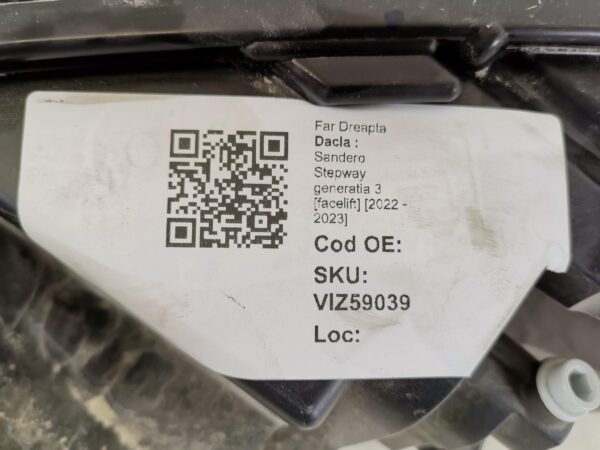 Far Dreapta
Dacia :
Sandero
Stepway
generatia 3
[facelift] [2022 -
2023]
Cod OE:
SKU:
VIZ59039
Loc: